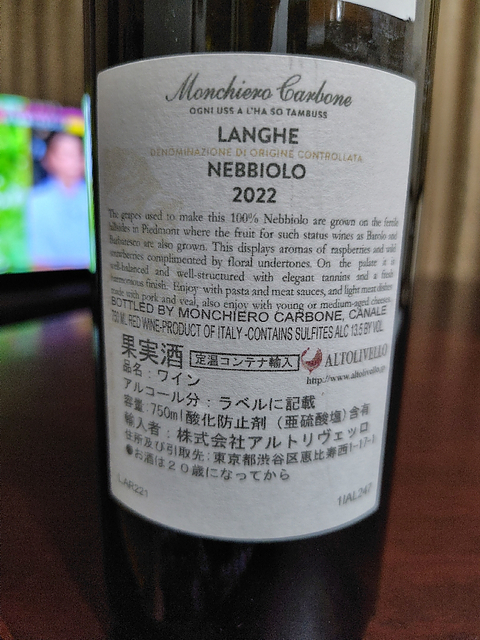 Monchiero Carbone
OGNI USS A L'HA SO TAMBUSS
LANGHE
DENOMINAZIONE DI ORIGINE CONTROLLATA
NEBBIOLO
2022
The grapes used to make this 100% Nebbiolo are grown on the fertile
hillsides in Piedmont where the fruit for such status wines as Barolo and
Barbaresco are also grown. This displays aromas of raspberries and wild
strawberries complimented by floral undertones. On the palate it is
well-balanced and well-structured with elegant tannins and a fresh
harmonious finish. Enjoy with pasta and meat sauces, and light meat dishes
made with pork and veal, also enjoy with young or medium-aged cheeses.
BOTTLED BY MONCHIERO CARBONE, CANALE
750 ML RED WINE-PRODUCT OF ITALY -CONTAINS SULFITES ALC 13.5 BY VOL.
果実酒 定温コンテナ輸入 ALTOLIVELLO
品名：ワイン http://www.altolivello.jp
アルコール分：ラベルに記載
容量：750ml 酸化防止剤（亜硫酸塩）含有
輸入者：株式会社アルトリヴェッロ
住所及び引取先：東京都渋谷区恵比寿西1-17-1
●お酒は２０歳になってから
LAR221
1IAL247